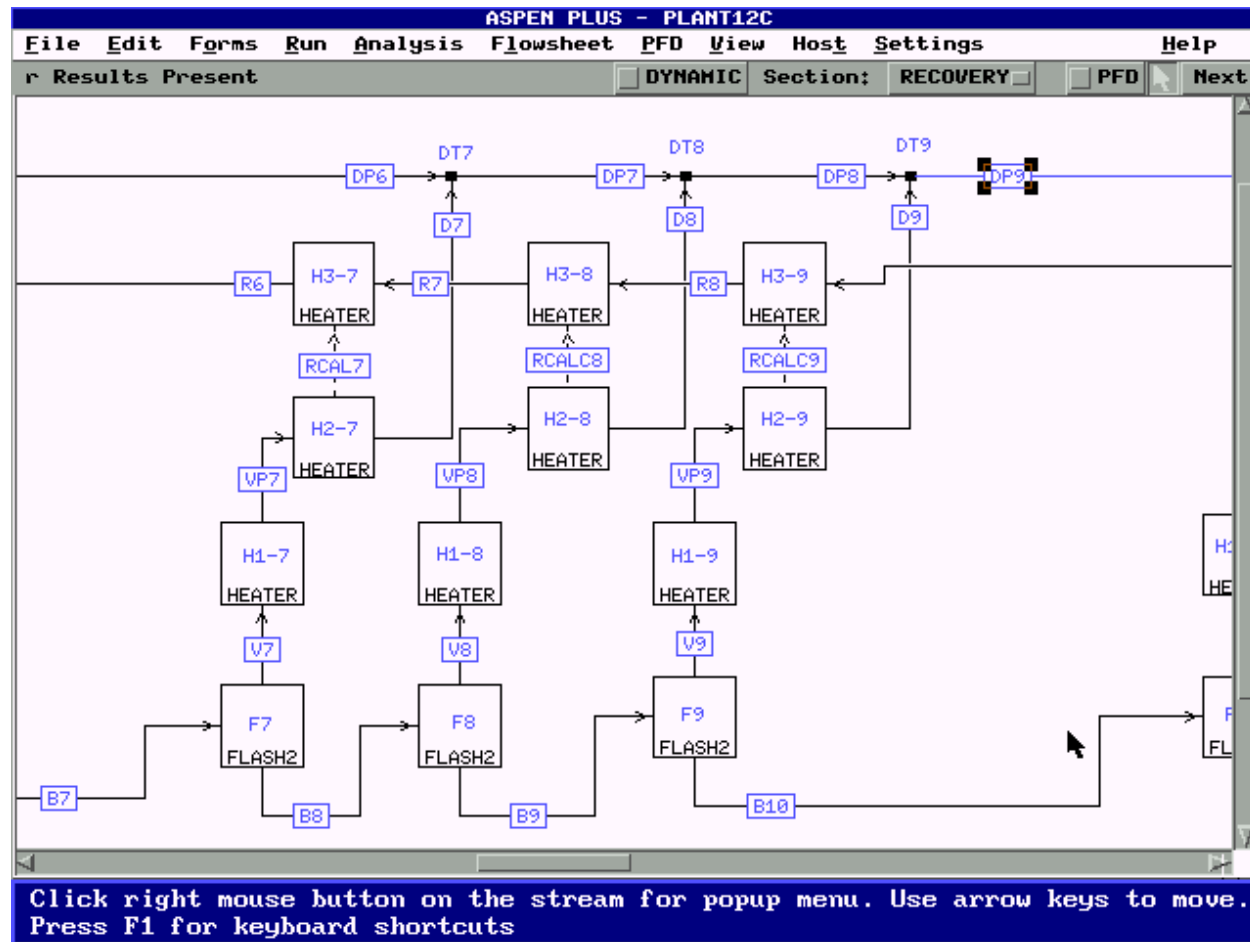 ASPEN PLUS - PLANT12C
File Edit Forms Run Analysis Flowsheet PFD View Host Settings Help
r Results Present DYNAMIC Section: RECOVERY PFD Next
DT7 DT8 DT9
DP6 DP7 DP8 DP9
D7 D8 D9
H3-7 H3-8 H3-9
R6 R7 R8
HEATER HEATER HEATER
RCAL7 RCALC8 RCALC9
H2-7 H2-8 H2-9
HEATER HEATER HEATER
VP7 VP8 VP9
H1-7 H1-8 H1-9 H
HEATER HEATER HEATER HE
V7 V8 V9
F7 F8 F9 F
FLASH2 FLASH2 FLASH2 FL
B7 B8 B9 B10
Click right mouse button on the stream for popup menu. Use arrow keys to move.
Press F1 for keyboard shortcuts